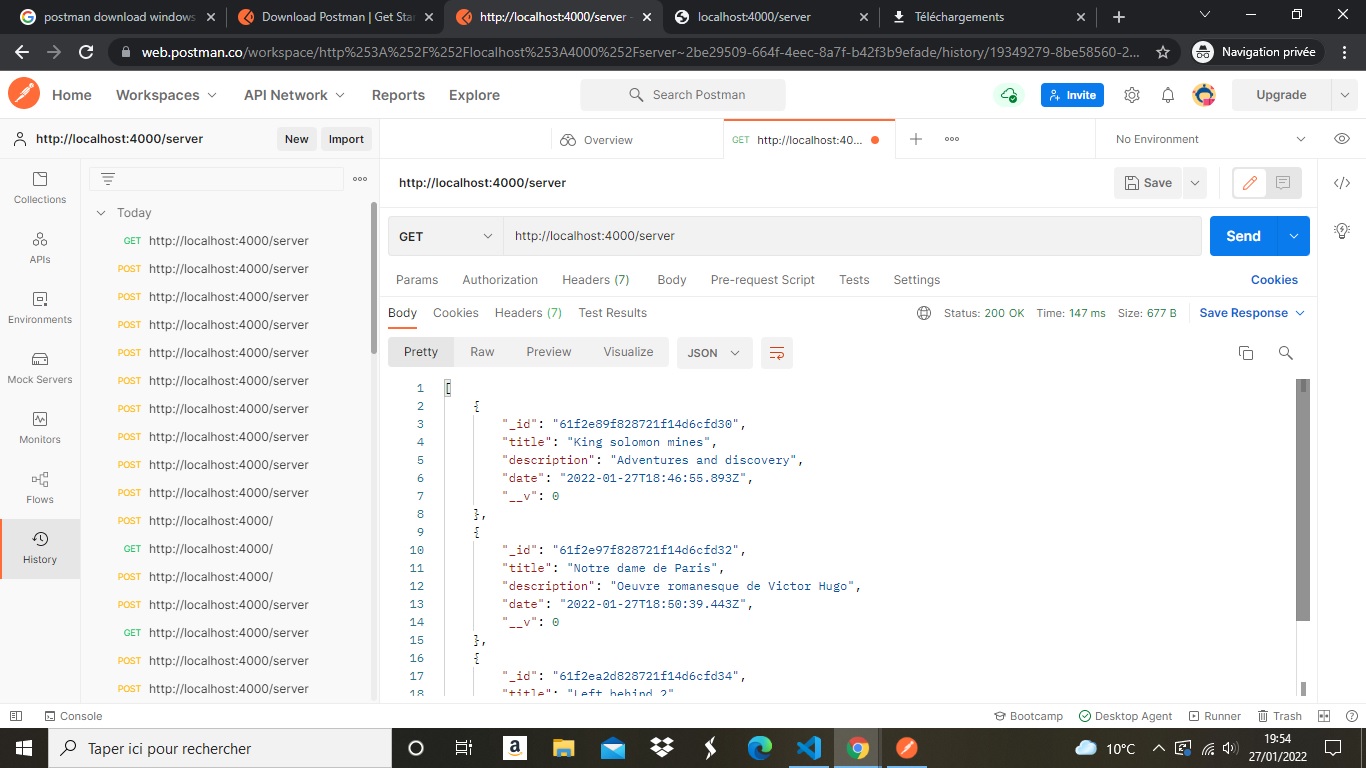 postman download windows
Download Postman | Get Star
http://localhost:4000/server -
localhost:4000/server
Téléchargements
web.postman.co/workspace/http%253A%252F%252Flocalhost%253A4000%252Fserver~2be29509-664f-4eec-8a7f-b42f3b9efade/history/19349279-8be58560-2...
Navigation privée
Home
Workspaces
API Network
Reports
Explore
Search Postman
Invite
Upgrade
http://localhost:4000/server
New
Import
Overview
GET http://localhost:40...
No Environment
Collections
APIs
Environments
Mock Servers
Monitors
Flows
History
Today
GET http://localhost:4000/server
POST http://localhost:4000/server
POST http://localhost:4000/server
POST http://localhost:4000/server
POST http://localhost:4000/server
POST http://localhost:4000/server
POST http://localhost:4000/server
POST http://localhost:4000/server
POST http://localhost:4000/server
POST http://localhost:4000/server
POST http://localhost:4000/
GET http://localhost:4000/
POST http://localhost:4000/
POST http://localhost:4000/server
GET http://localhost:4000/server
POST http://localhost:4000/server
POST http://localhost:4000/server
http://localhost:4000/server
Save
GET
http://localhost:4000/server
Send
Params
Authorization
Headers (7)
Body
Pre-request Script
Tests
Settings
Cookies
Body
Cookies
Headers (7)
Test Results
Status: 200 OK
Time: 147 ms
Size: 677 B
Save Response
Pretty
Raw
Preview
Visualize
JSON
1 [
2 {
3 "_id": "61f2e89f828721f14d6cfd30",
4 "title": "King solomon mines",
5 "description": "Adventures and discovery",
6 "date": "2022-01-27T18:46:55.893Z",
7 "__v": 0
8 },
9 {
10 "_id": "61f2e97f828721f14d6cfd32",
11 "title": "Notre dame de Paris",
12 "description": "Oeuvre romanesque de Victor Hugo",
13 "date": "2022-01-27T18:50:39.443Z",
14 "__v": 0
15 },
16 {
17 "_id": "61f2ea2d828721f14d6cfd34",
18 "title": "Left behind 2"
Console
Bootcamp
Desktop Agent
Runner
Trash
Taper ici pour rechercher
10°C
19:54
27/01/2022